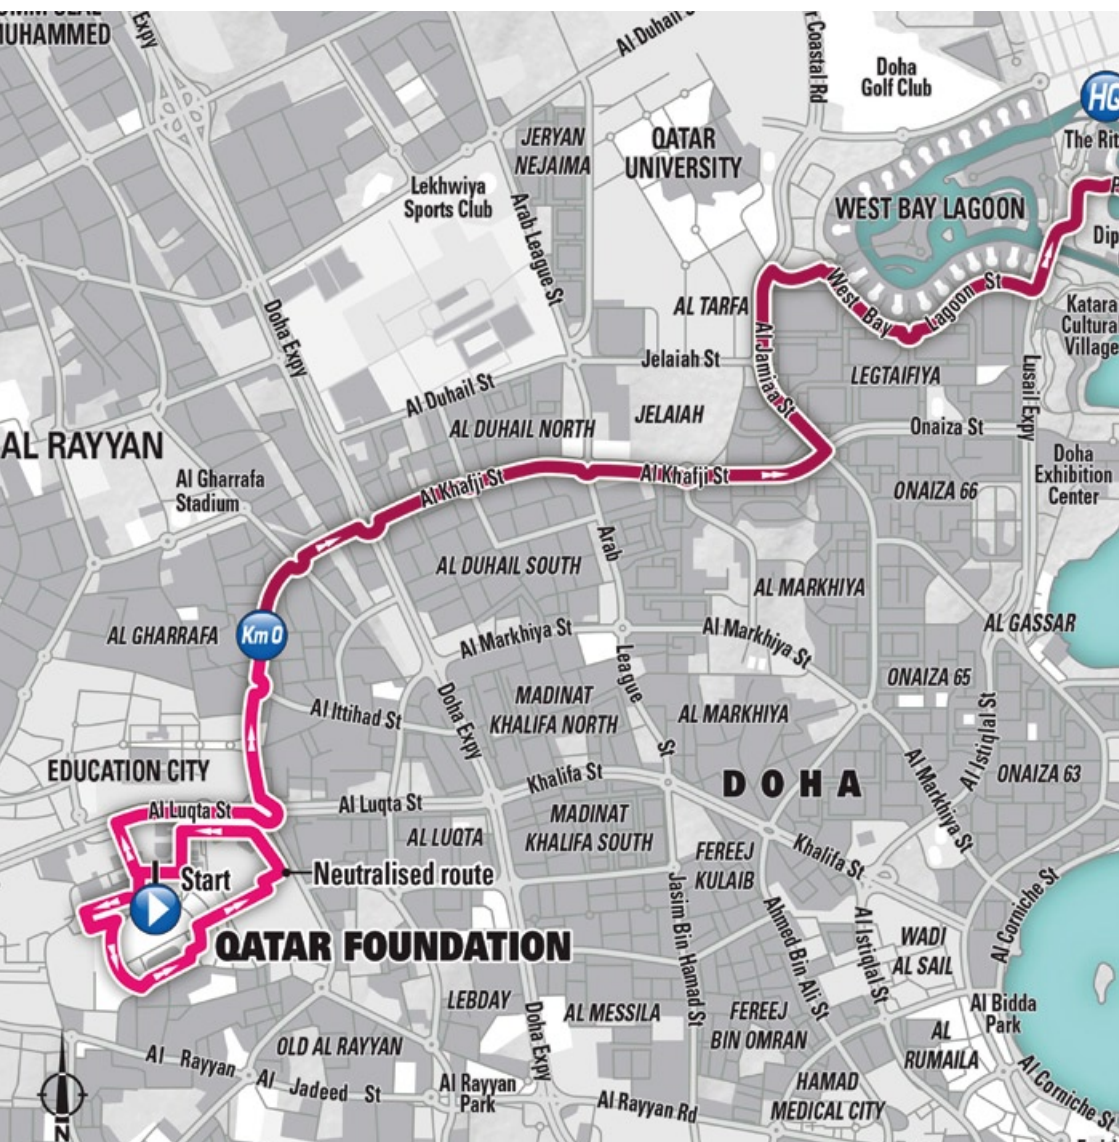 MUHAMMED
Expy
Al Duhail St
Coastal Rd
Doha
Golf Club
HQ
The Rit
JERYAN
NEJAIMA
QATAR
UNIVERSITY
Lekhwiya
Sports Club
Arab League St
WEST BAY LAGOON
Dip
Doha Expy
AL TARFA
West Bay Lagoon St
Katara
Cultura
Village
Al Jamiaa St
Jelaiah St
LEGTAIFIYA
Lusail Expy
Al Duhail St
AL DUHAIL NORTH
JELAIAH
Onaiza St
AL RAYYAN
Al Gharrafa
Stadium
Al Khafji St
Al Khafji St
ONAIZA 66
Doha
Exhibition
Center
Arab League St
AL DUHAIL SOUTH
AL MARKHIYA
Km 0
AL GHARRAFA
Al Markhiya St
Al Markhiya St
AL GASSAR
ONAIZA 65
Al Ittihad St
Doha Expy
MADINAT
KHALIFA NORTH
AL MARKHIYA
Al Istiqlal St
EDUCATION CITY
Khalifa St
DOHA
Al Markhiya St
ONAIZA 63
Al Luqta St
Al Luqta St
AL LUQTA
MADINAT
KHALIFA SOUTH
FEREEJ
KULAIB
Khalifa St
Start
Neutralised route
Jasim Bin Hamad St
Ahmed Bin Ali St
Al Istiqlal St
Al Corniche St
QATAR FOUNDATION
WADI
AL SAIL
LEBDAY
Doha Expy
AL MESSILA
FEREEJ
BIN OMRAN
Al Bidda
Park
AL
RUMAILA
Al Rayyan
OLD AL RAYYAN
Al Jadeed St
Al Rayyan
Park
Al Rayyan Rd
HAMAD
MEDICAL CITY
Al Corniche St
N